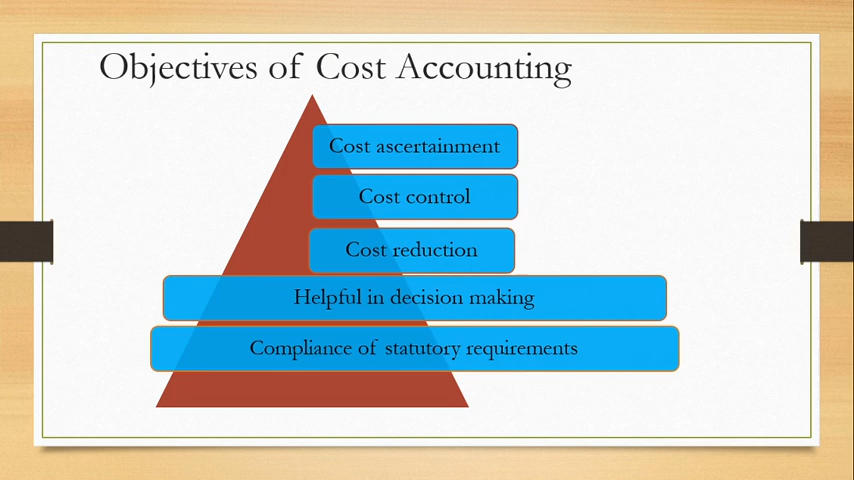 Objectives of Cost Accounting
Cost ascertainment
Cost control
Cost reduction
Helpful in decision making
Compliance of statutory requirements